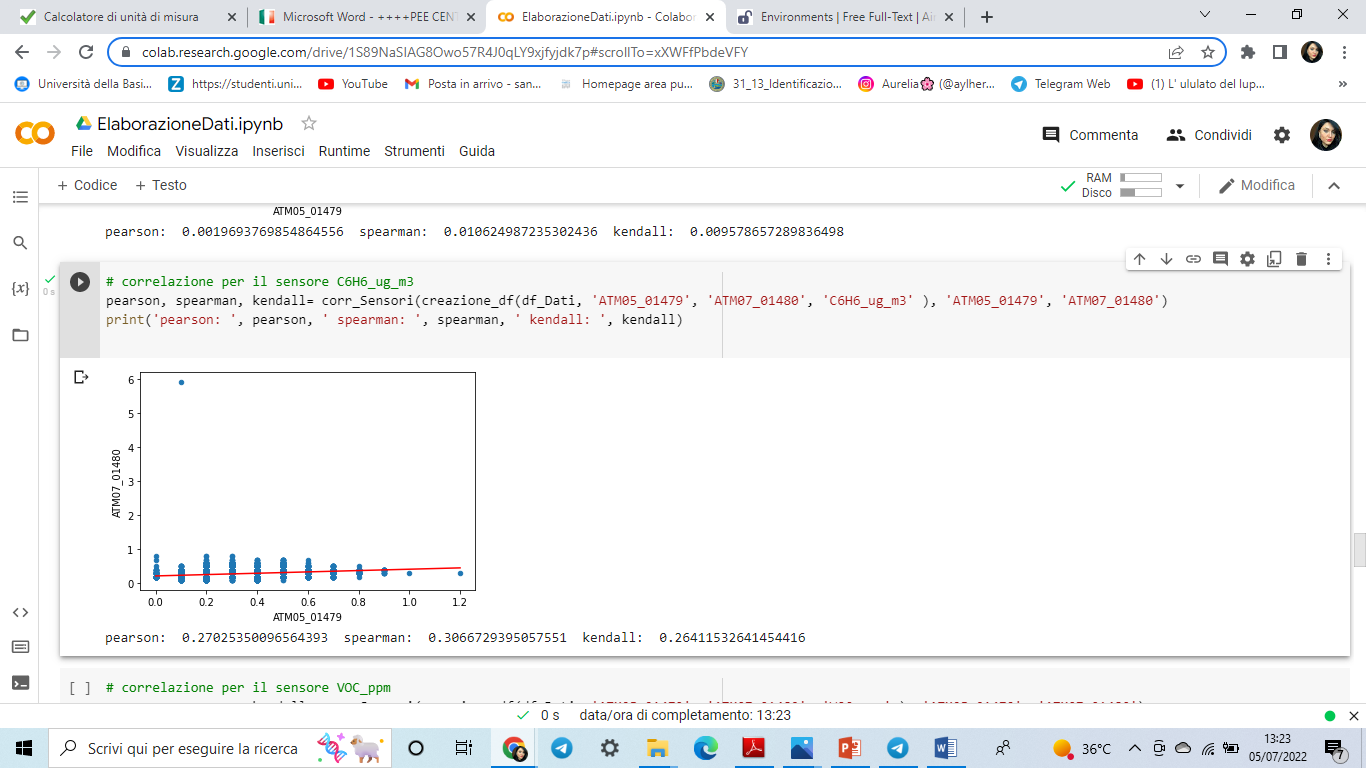 Calcolatore di unità di misura
Microsoft Word - ++++PEE CENT
ElaborazioneDati.ipynb - Colabor
Environments | Free Full-Text | Air
colab.research.google.com/drive/1S89NaSIAG8Owo57R4J0qLY9xjfyjdk7p#scrollTo=xXWFfPbdeVFY
Università della Basi...
https://studenti.uni...
YouTube
Posta in arrivo - san...
Homepage area pu...
31_13_Identificazio...
Aurelia🌸 (@aylher...
Telegram Web
(1) L' ululato del lup...
»
ElaborazioneDati.ipynb
Commenta
Condividi
File Modifica Visualizza Inserisci Runtime Strumenti Guida
+ Codice + Testo
RAM
Disco
Modifica
ATM05_01479
pearson: 0.0019693769854864556 spearman: 0.010624987235302436 kendall: 0.009578657289836498
0 s
# correlazione per il sensore C6H6_ug_m3
pearson, spearman, kendall= corr_Sensori(creazione_df(df_Dati, 'ATM05_01479', 'ATM07_01480', 'C6H6_ug_m3' ), 'ATM05_01479', 'ATM07_01480')
print('pearson: ', pearson, ' spearman: ', spearman, ' kendall: ', kendall)
6
5
4
3
2
1
0
ATM07_01480
0.0 0.2 0.4 0.6 0.8 1.0 1.2
ATM05_01479
pearson: 0.27025350096564393 spearman: 0.3066729395057551 kendall: 0.26411532641454416
[ ] # correlazione per il sensore VOC_ppm
0 s data/ora di completamento: 13:23
Scrivi qui per eseguire la ricerca
36°C
13:23
05/07/2022
7